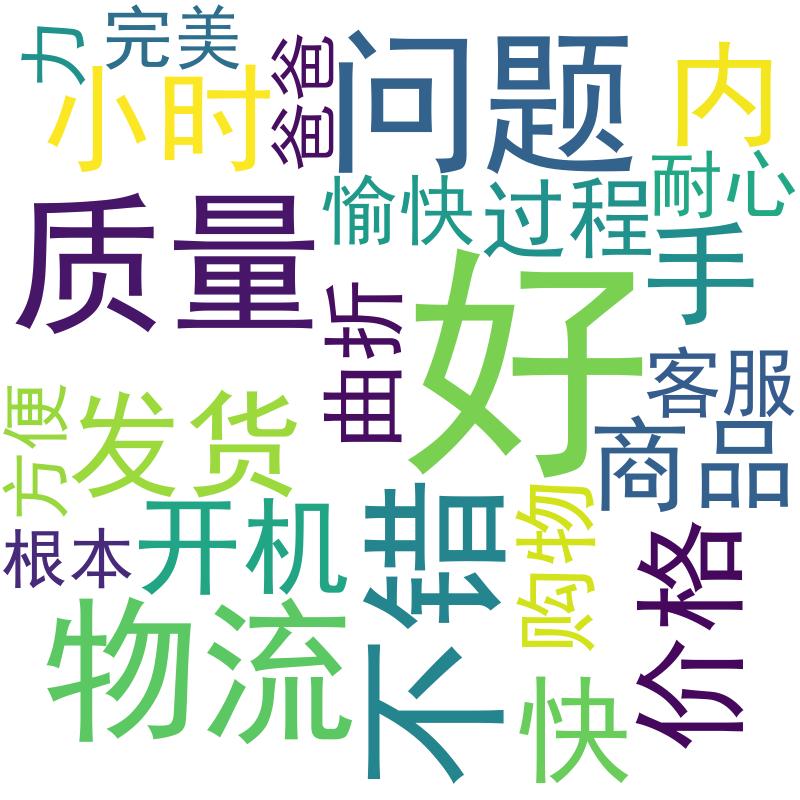 力
完美
小时
爸爸
问题
内
愉快
过程
耐心
质量
手
好
曲折
客服
方便
发货
商品
不错
购物
根本
开机
价格
物流
快